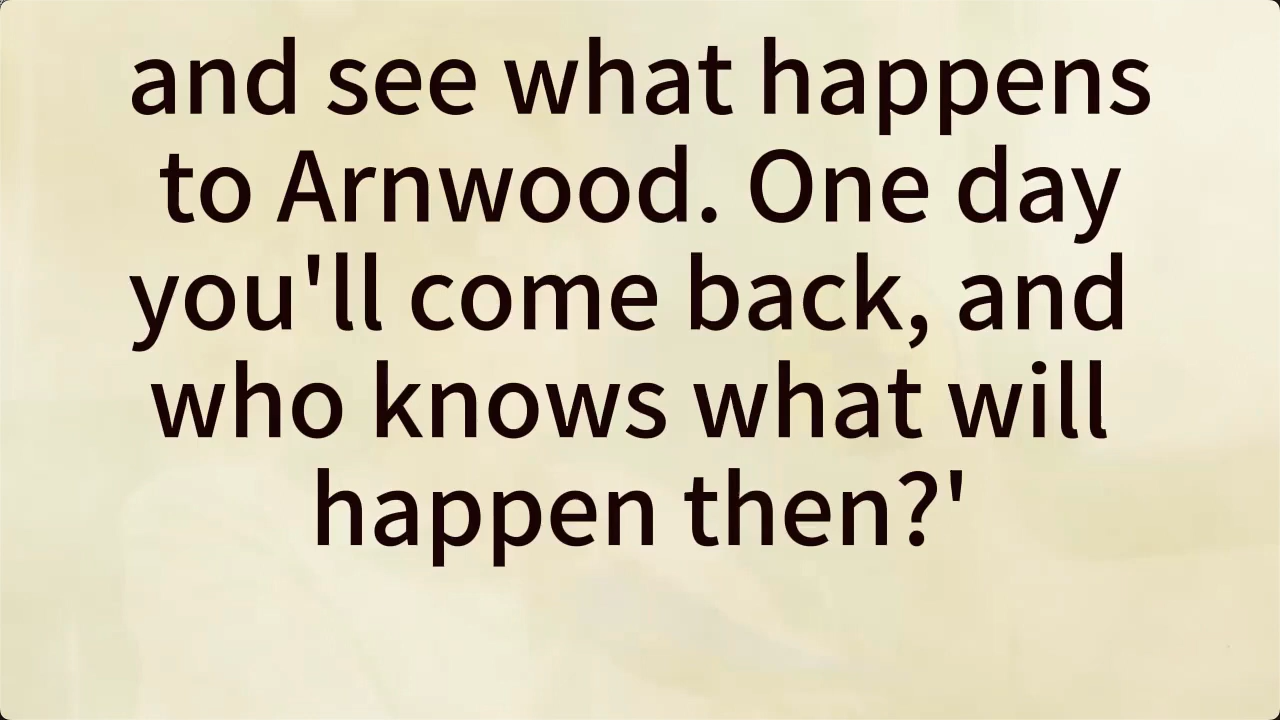 and see what happens
to Arnwood. One day
you'll come back, and
who knows what will
happen then?'